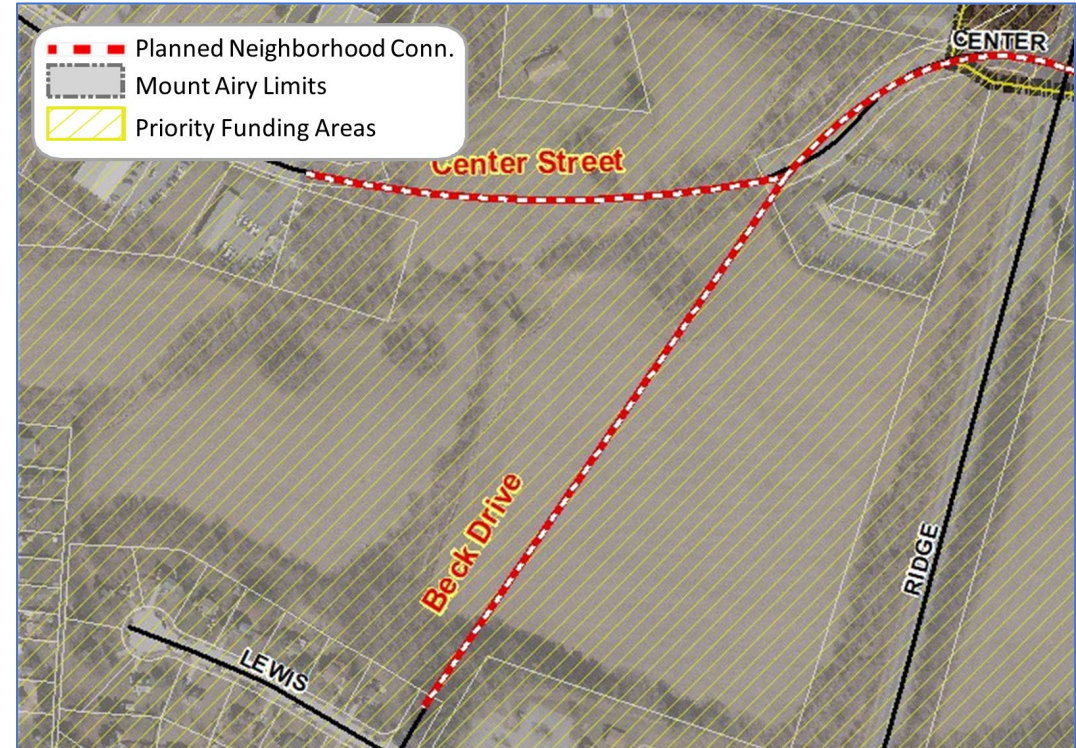 Planned Neighborhood Conn.
Mount Airy Limits
Priority Funding Areas
CENTER
Center Street
Beck Drive
RIDGE
LEWIS